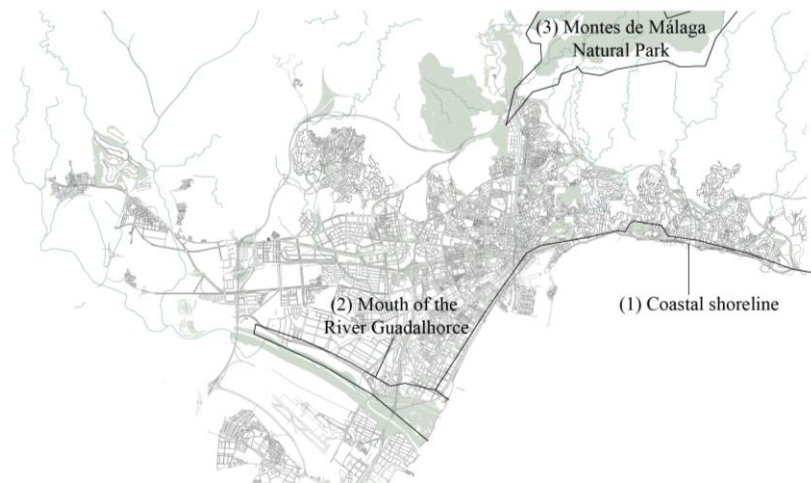 (3) Montes de Málaga
Natural Park
(2) Mouth of the
River Guadalhorce
(1) Coastal shoreline